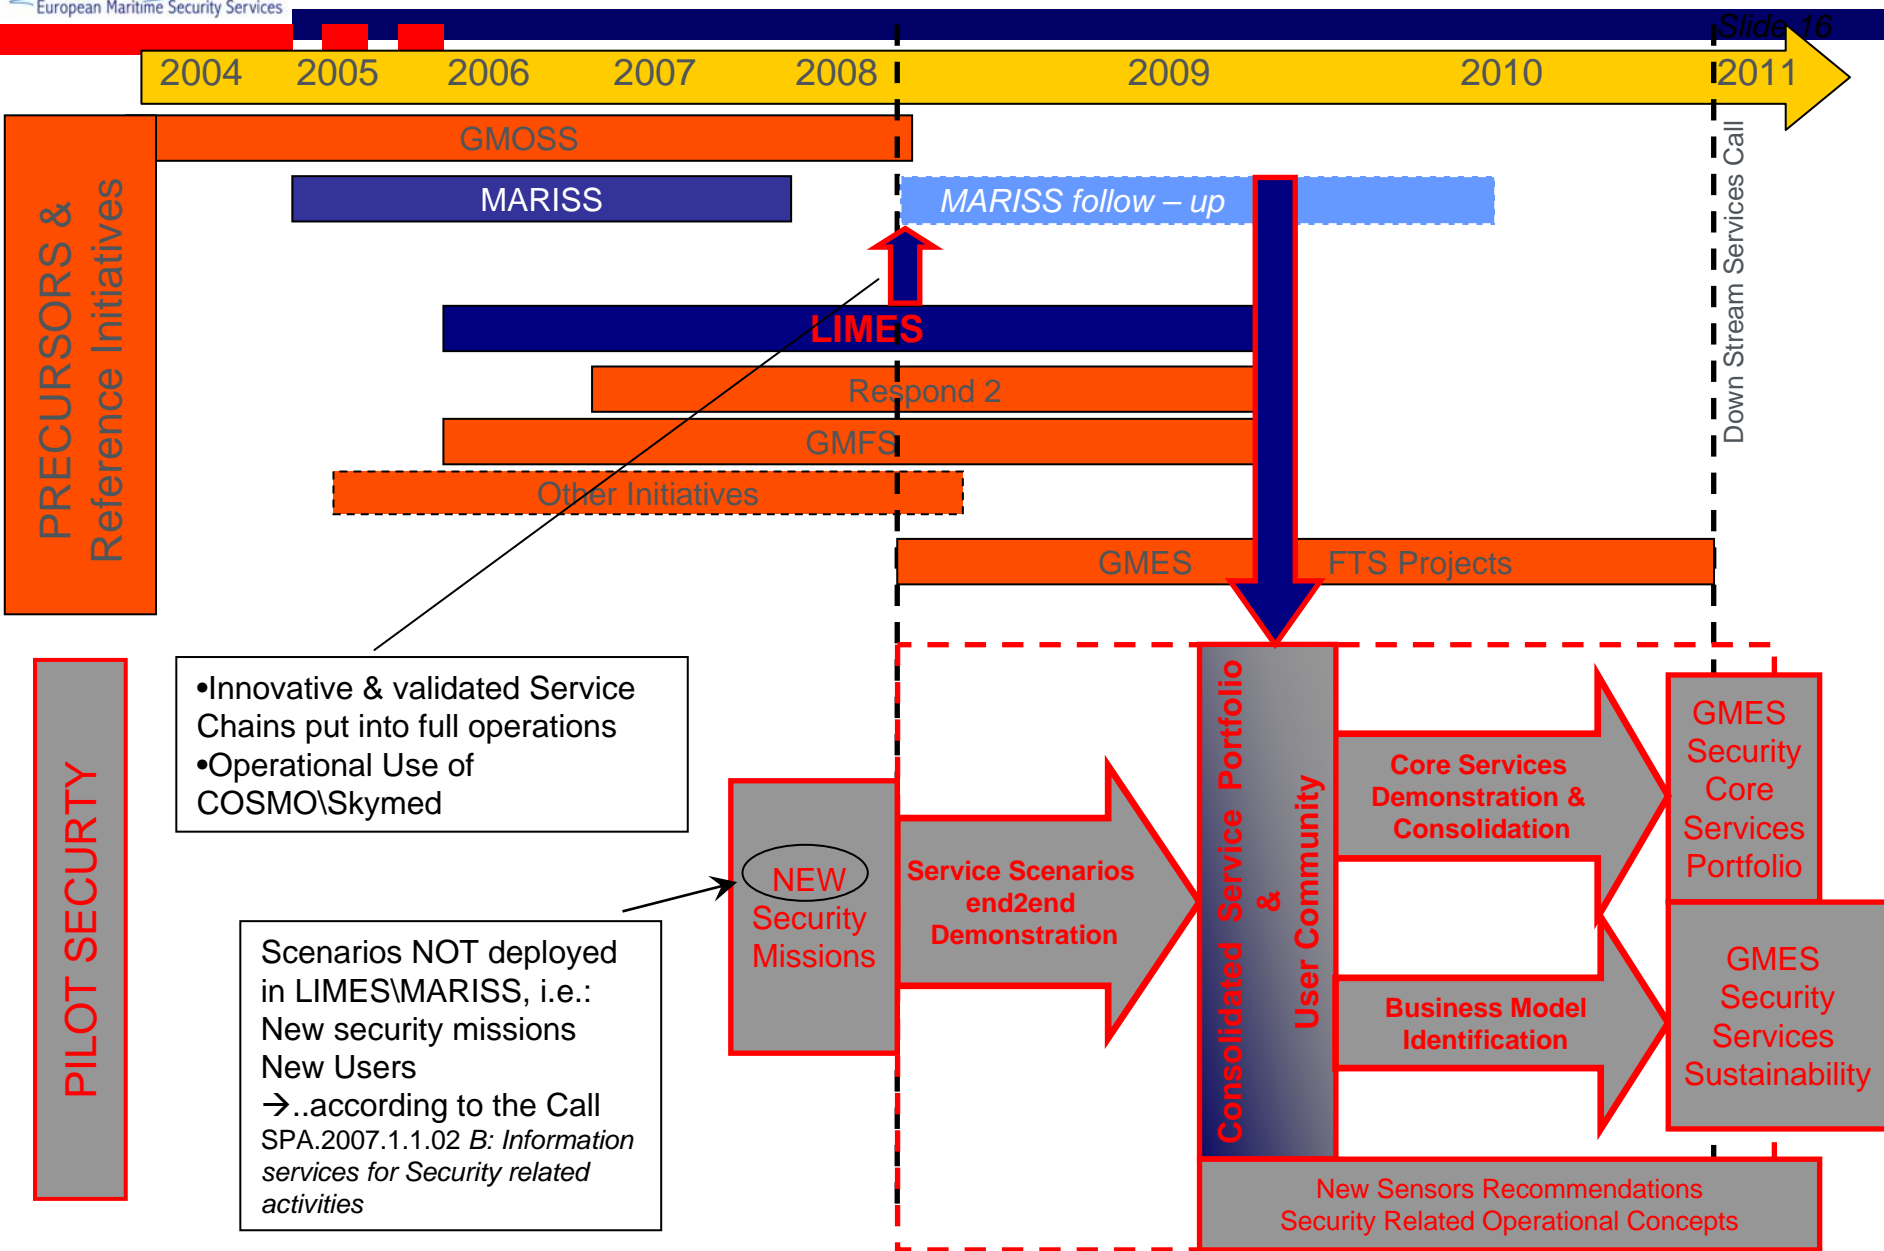 European Maritime Security Services
Slide 16
2004 2005 2006 2007 2008 2009 2010 2011
PRECURSORS &
Reference Initiatives
GMOSS
MARISS
MARISS follow – up
LIMES
Respond 2
GMFS
Other Initiatives
GMES FTS Projects
Down Stream Services Call
PILOT SECURTY
•Innovative & validated Service
Chains put into full operations
•Operational Use of
COSMO\Skymed
Scenarios NOT deployed
in LIMES\MARISS, i.e.:
New security missions
New Users
→..according to the Call
SPA.2007.1.1.02 B: Information
services for Security related
activities
NEW
Security
Missions
Service Scenarios
end2end
Demonstration
Consolidated Service Portfolio
&
User Community
Core Services
Demonstration &
Consolidation
Business Model
Identification
GMES
Security
Core
Services
Portfolio
GMES
Security
Services
Sustainability
New Sensors Recommendations
Security Related Operational Concepts